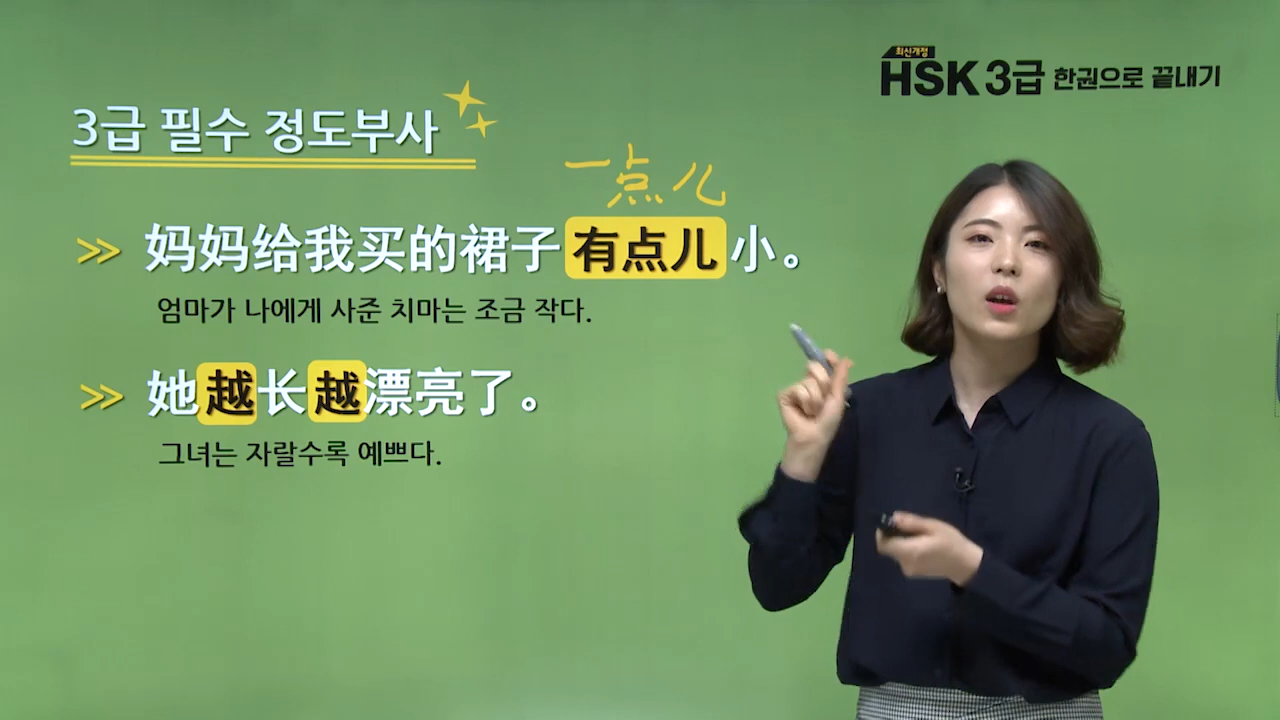 최신개정
HSK 3급 한권으로 끝내기
3급 필수 정도부사
一点儿
>> 妈妈给我买的裙子有点儿小。
엄마가 나에게 사준 치마는 조금 작다.
>> 她越长越漂亮了。
그녀는 자랄수록 예쁘다.